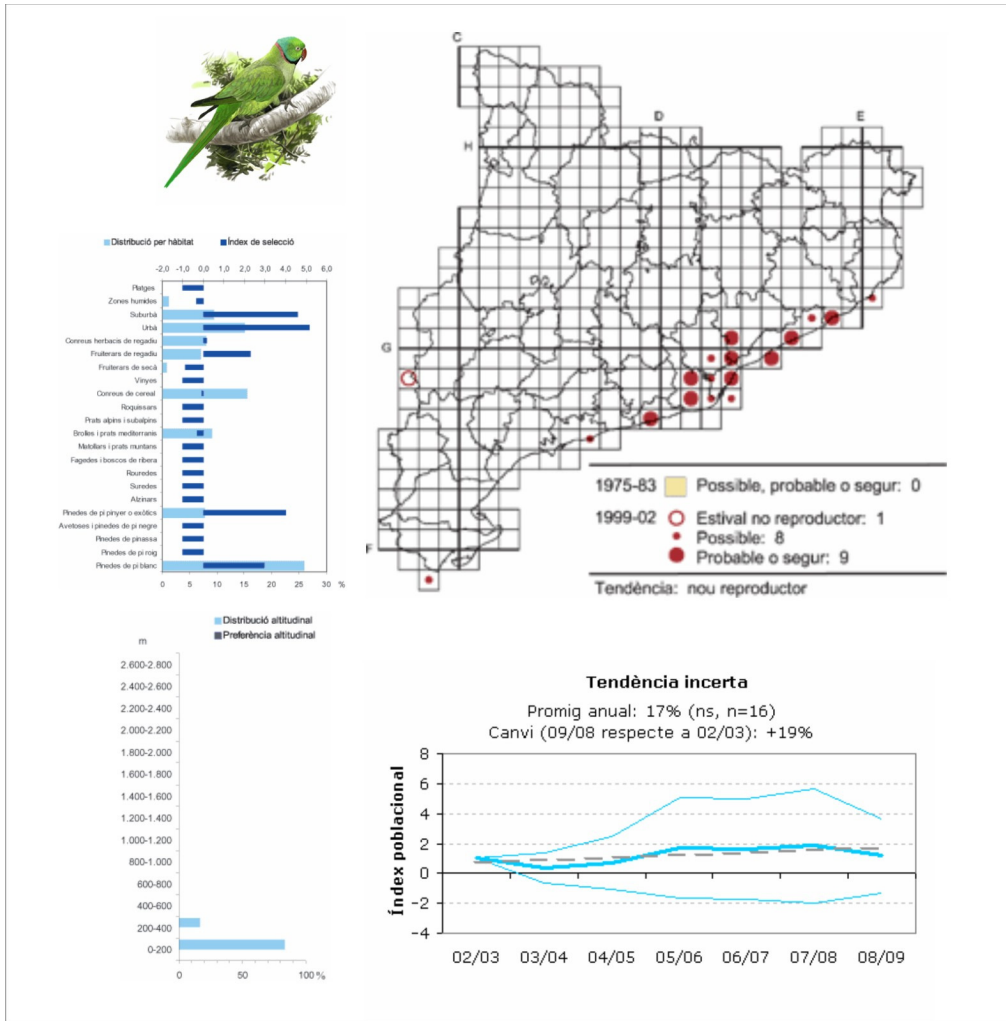 C
D
E
H
G
F
Distribució per hàbitat Índex de selecció
-2,0 -1,0 0,0 1,0 2,0 3,0 4,0 5,0 6,0
Platges
Zones humides
Suburbà
Urbà
Conreus herbacis de regadiu
Fruiterars de regadiu
Fruiterars de secà
Vinyes
Conreus de cereal
Roquissars
Prats alpins i subalpins
Brolles i prats mediterranis
Matollars i prats muntans
Fagedes i boscos de ribera
Rouredes
Suredes
Alzinars
Pinedes de pi pinyer o exòtics
Avetoses i pinedes de pi negre
Pinedes de pinassa
Pinedes de pi roig
Pinedes de pi blanc
0 5 10 15 20 25 30 %
1975-83 Possible, probable o segur: 0
1999-02 Estival no reproductor: 1
Possible: 8
Probable o segur: 9
Tendència: nou reproductor
Distribució altitudinal
Preferència altitudinal
m
2.600-2.800
2.400-2.600
2.200-2.400
2.000-2.200
1.800-2.000
1.600-1.800
1.400-1.600
1.200-1.400
1.000-1.200
800-1.000
600-800
400-600
200-400
0-200
0 50 100 %
Tendència incerta
Promig anual: 17% (ns, n=16)
Canvi (09/08 respecte a 02/03): +19%
Índex poblacional
8
6
4
2
0
-2
-4
02/03 03/04 04/05 05/06 06/07 07/08 08/09